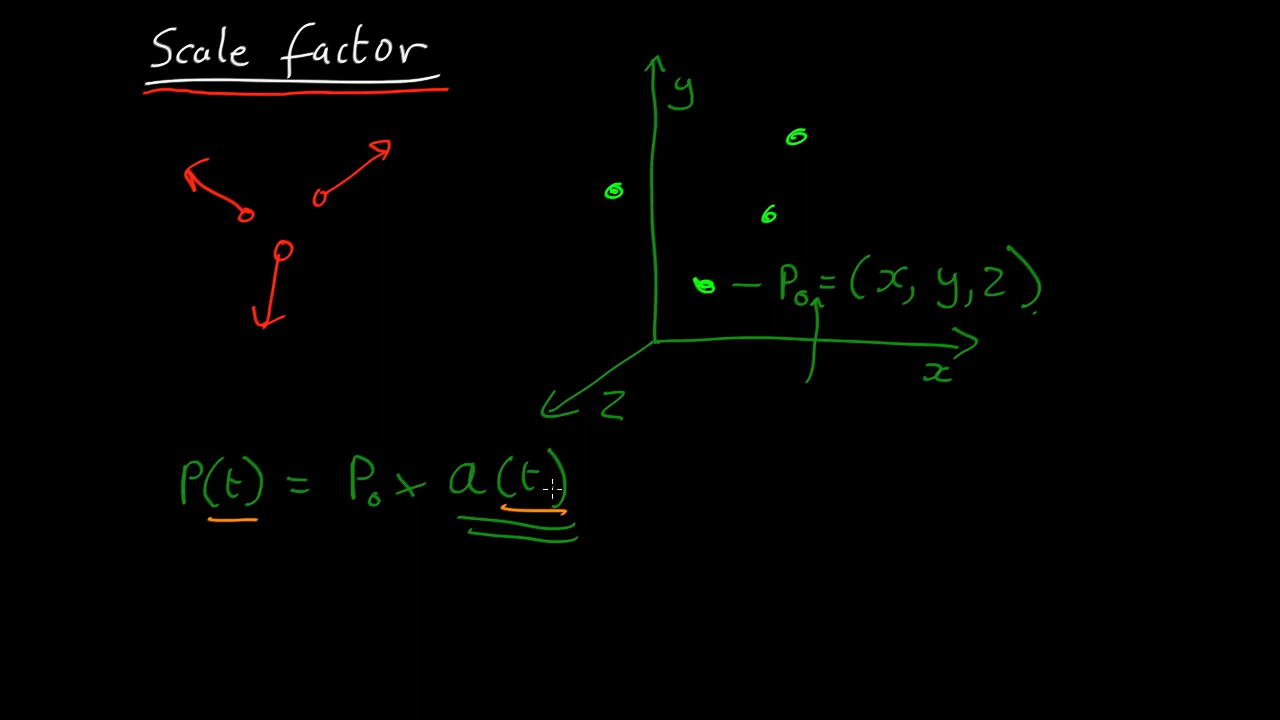 Scale factor
y
P₀ = (x, y, z)
x
z
P(t) = P₀ × a(t)